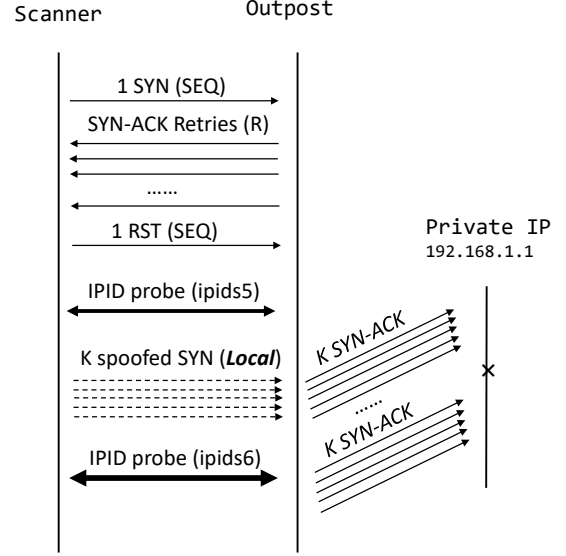 Scanner
Outpost
1 SYN (SEQ)
SYN-ACK Retries (R)
......
1 RST (SEQ)
Private IP
192.168.1.1
IPID probe (ipids5)
K SYN-ACK
K spoofed SYN (Local)
......
K SYN-ACK
IPID probe (ipids6)